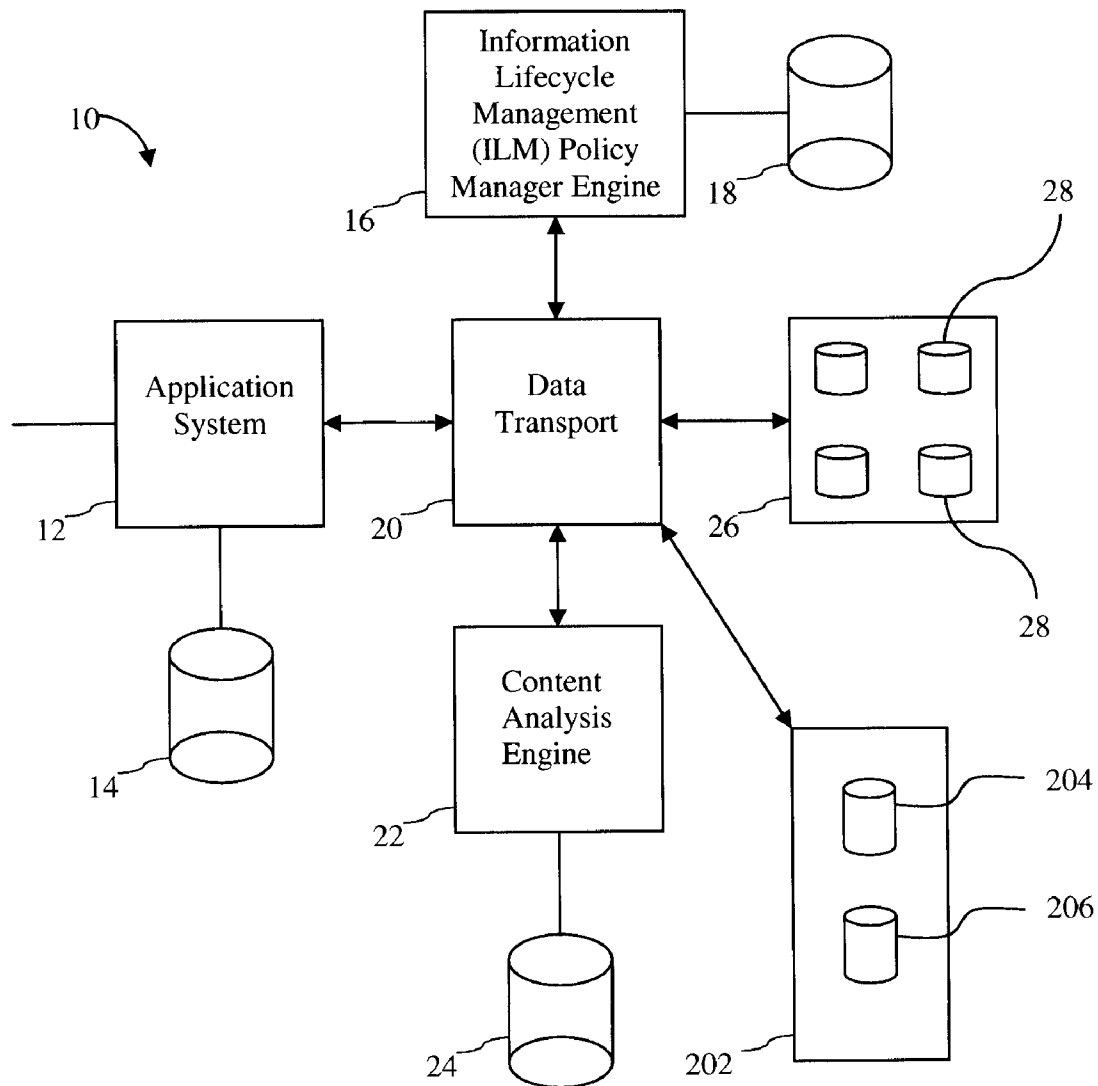 Information
Lifecycle
Management
(ILM) Policy
Manager Engine
10
16
18
28
Application
System
Data
Transport
12
20
26
28
14
Content
Analysis
Engine
22
204
206
24
202